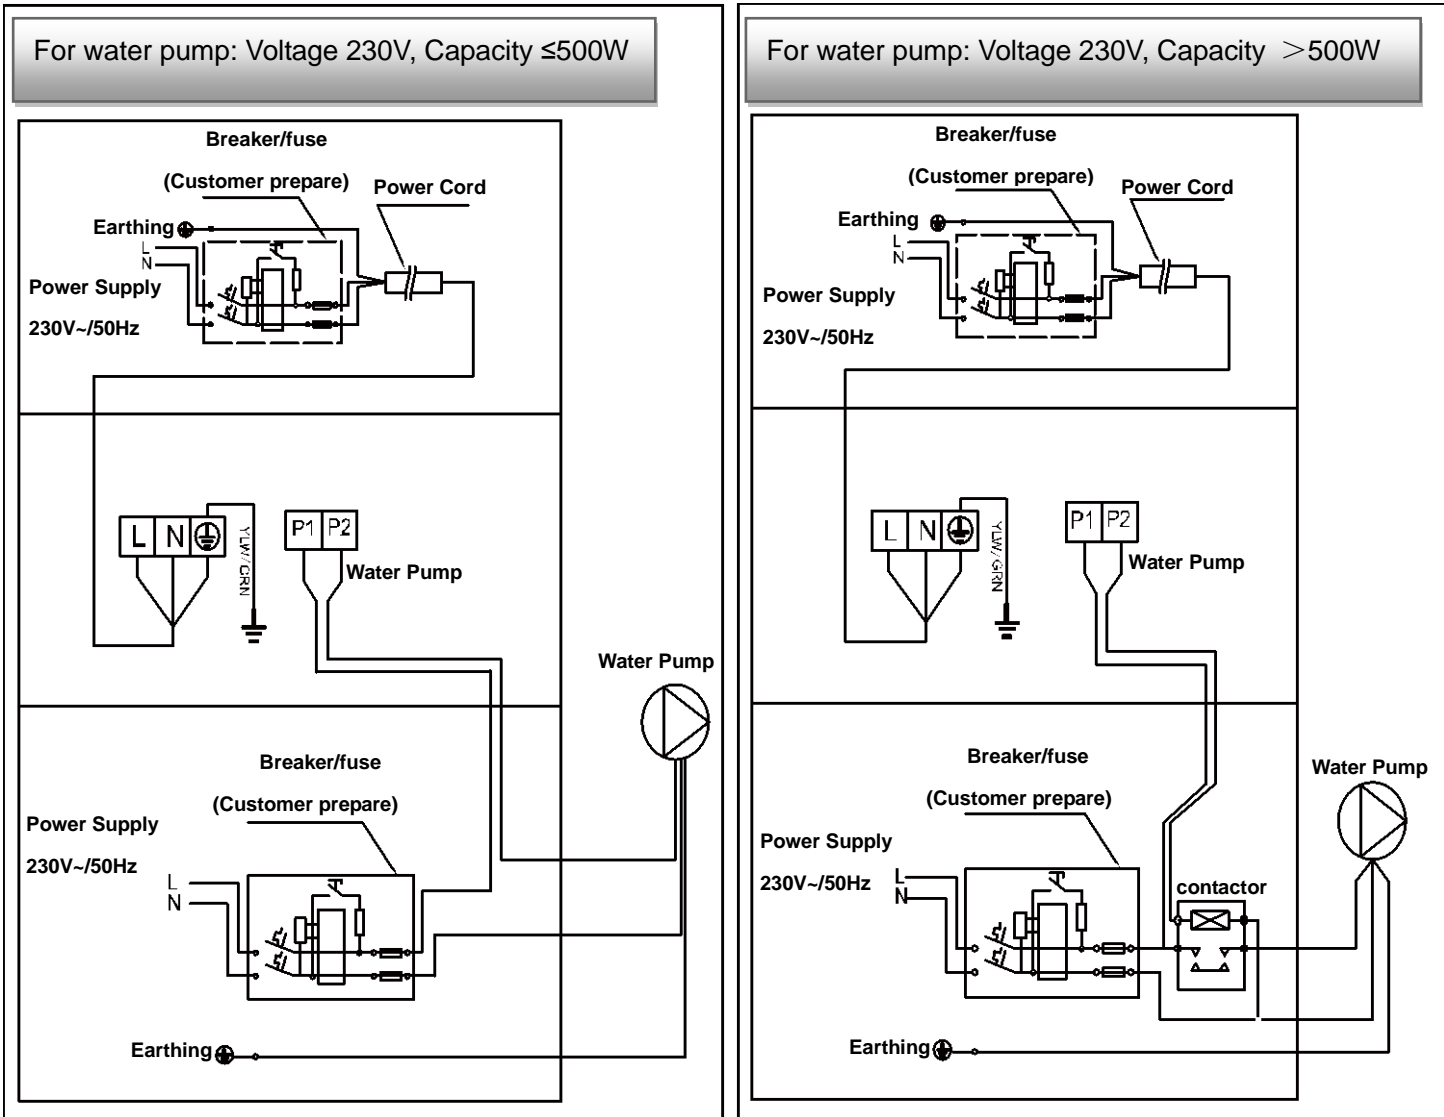 For water pump: Voltage 230V, Capacity ≤500W
Breaker/fuse
(Customer prepare)
Power Cord
Earthing
L
N
Power Supply
230V~/50Hz
L N
YLW/GRN
P1 P2
Water Pump
Water Pump
Breaker/fuse
(Customer prepare)
Power Supply
230V~/50Hz
L
N
Earthing
For water pump: Voltage 230V, Capacity >500W
Breaker/fuse
(Customer prepare)
Power Cord
Earthing
L
N
Power Supply
230V~/50Hz
L N
YLW/GRN
P1 P2
Water Pump
Water Pump
Breaker/fuse
(Customer prepare)
Power Supply
230V~/50Hz
L
N
contactor
Earthing